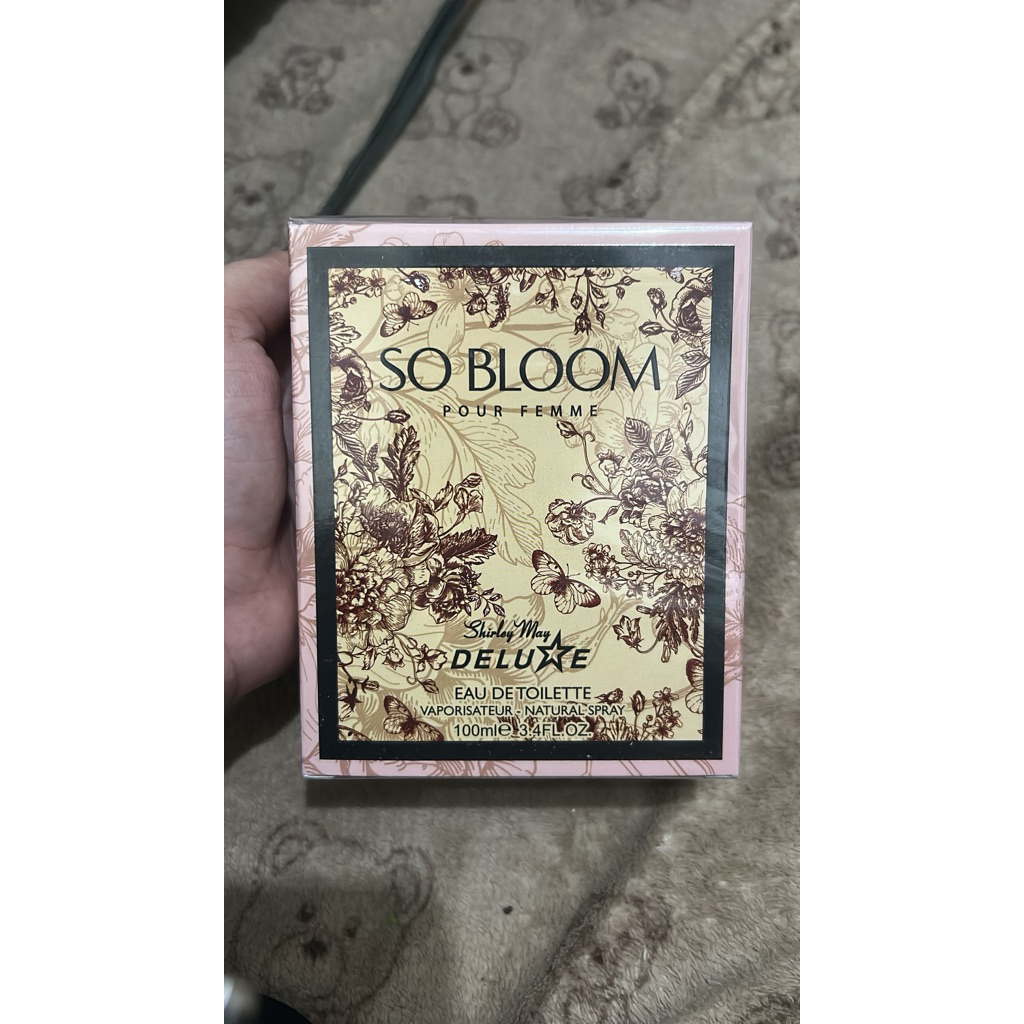 SO BLOOM
POUR FEMME
Shirley May
DELUXE
EAU DE TOILETTE
VAPORISATEUR - NATURAL SPRAY
100ml℮ 3.4FL.OZ.